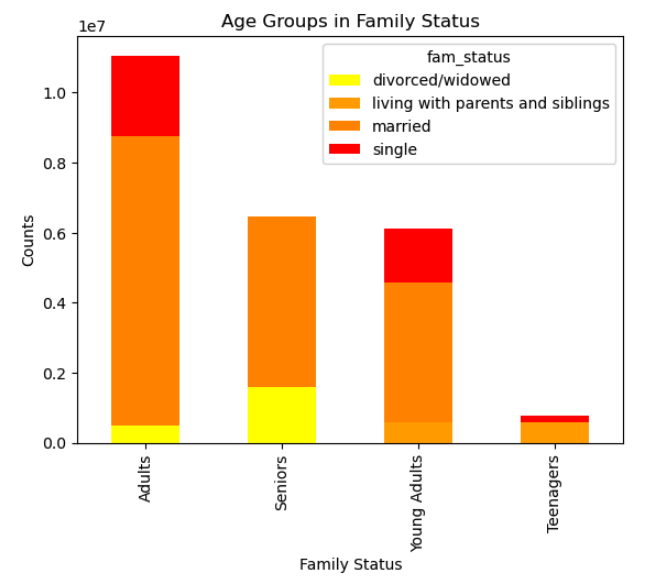 Age Groups in Family Status
1e7
fam_status
divorced/widowed
living with parents and siblings
married
single
1.0
0.8
0.6
0.4
0.2
0.0
Counts
Adults
Seniors
Young Adults
Teenagers
Family Status